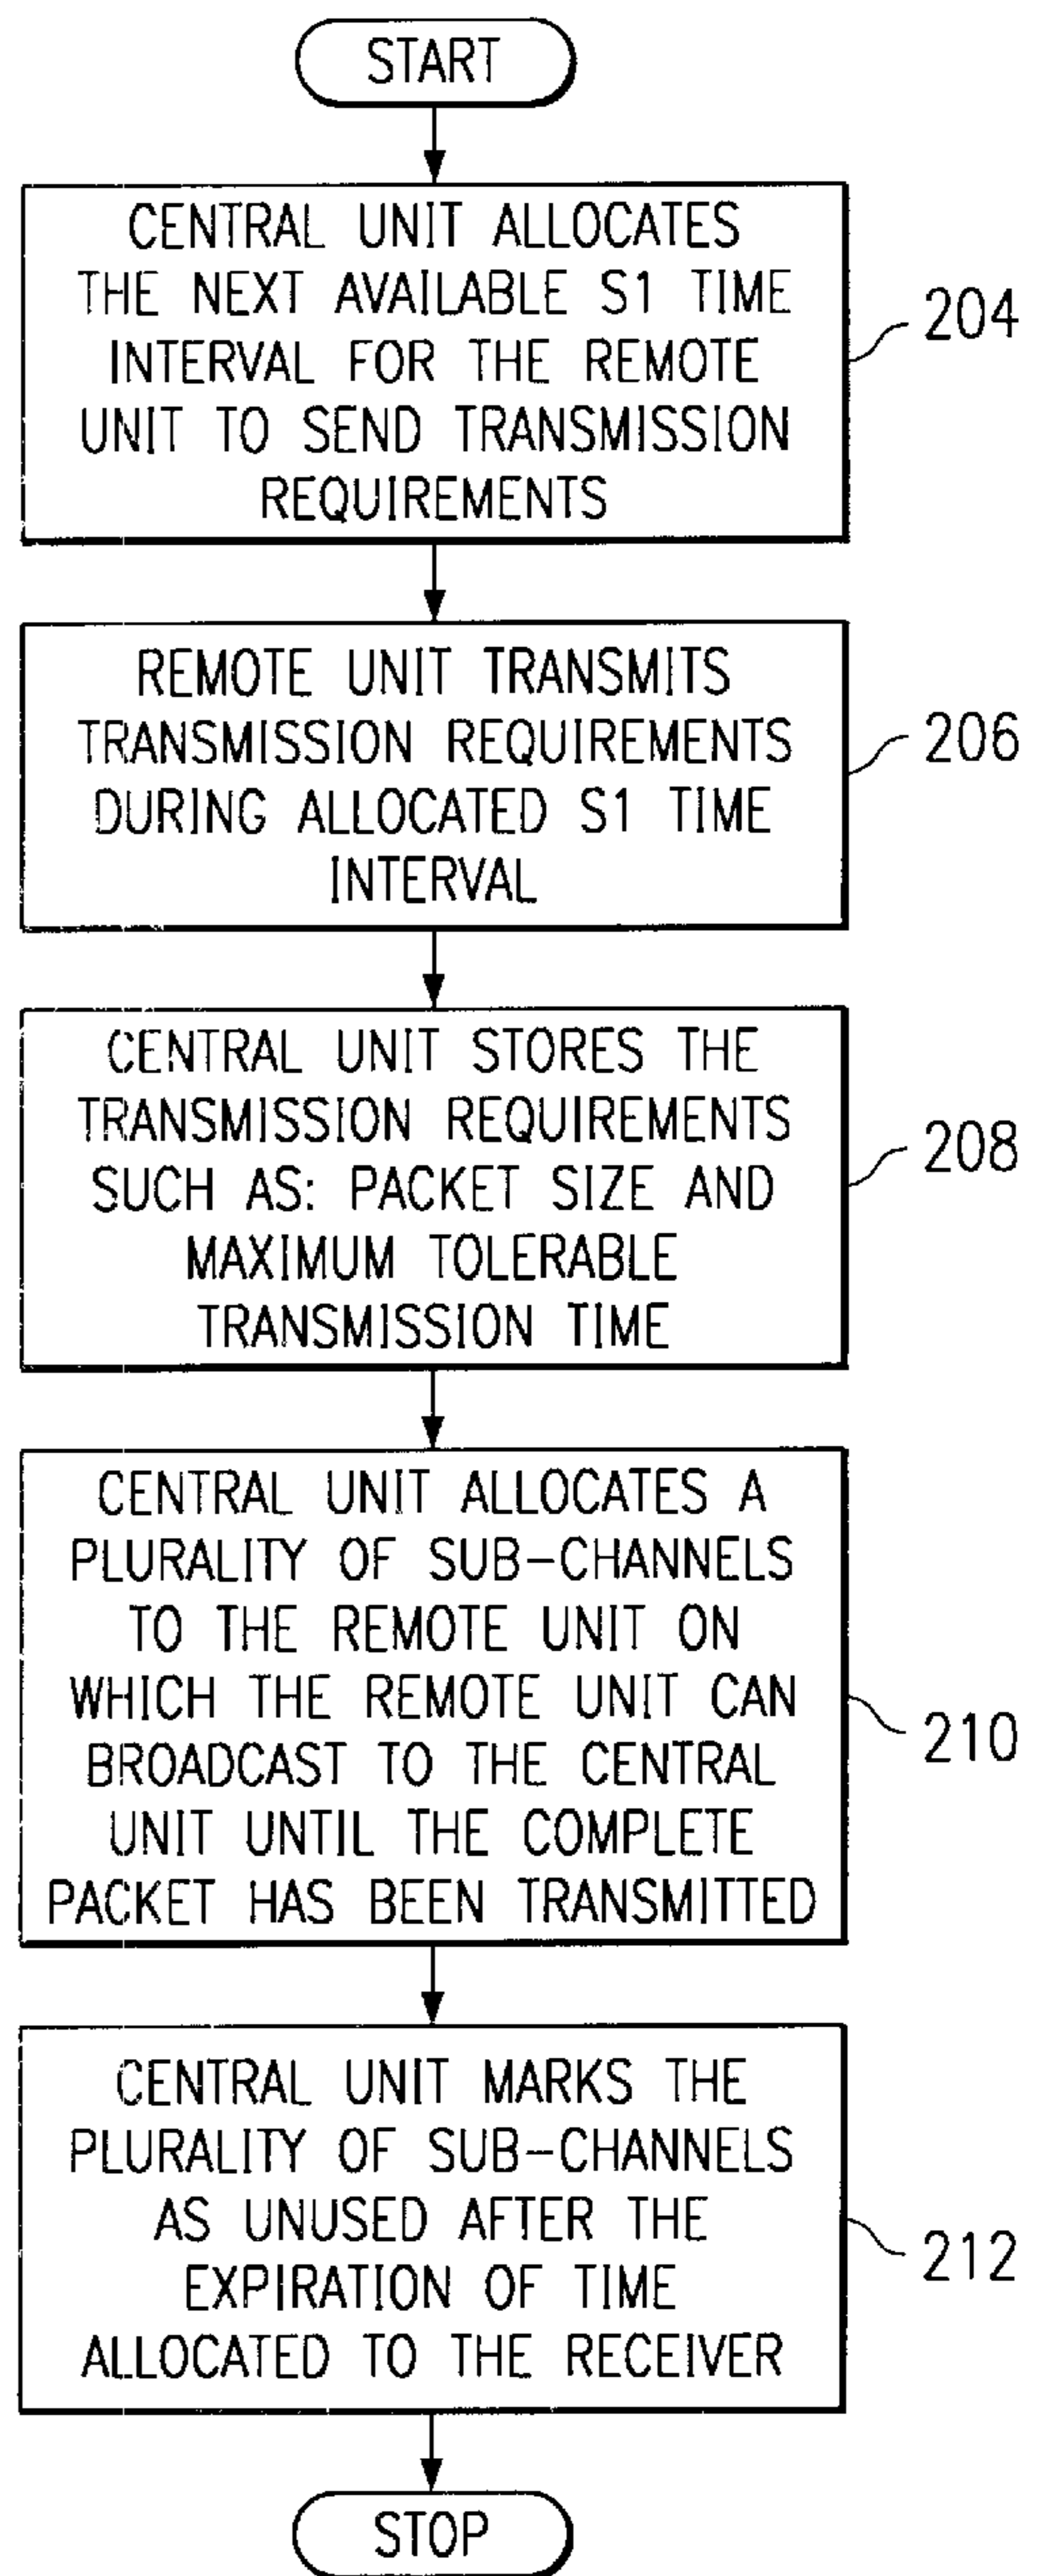 START
CENTRAL UNIT ALLOCATES
THE NEXT AVAILABLE S1 TIME
INTERVAL FOR THE REMOTE
UNIT TO SEND TRANSMISSION
REQUIREMENTS
204
REMOTE UNIT TRANSMITS
TRANSMISSION REQUIREMENTS
DURING ALLOCATED S1 TIME
INTERVAL
206
CENTRAL UNIT STORES THE
TRANSMISSION REQUIREMENTS
SUCH AS: PACKET SIZE AND
MAXIMUM TOLERABLE
TRANSMISSION TIME
208
CENTRAL UNIT ALLOCATES A
PLURALITY OF SUB-CHANNELS
TO THE REMOTE UNIT ON
WHICH THE REMOTE UNIT CAN
BROADCAST TO THE CENTRAL
UNIT UNTIL THE COMPLETE
PACKET HAS BEEN TRANSMITTED
210
CENTRAL UNIT MARKS THE
PLURALITY OF SUB-CHANNELS
AS UNUSED AFTER THE
EXPIRATION OF TIME
ALLOCATED TO THE RECEIVER
212
STOP